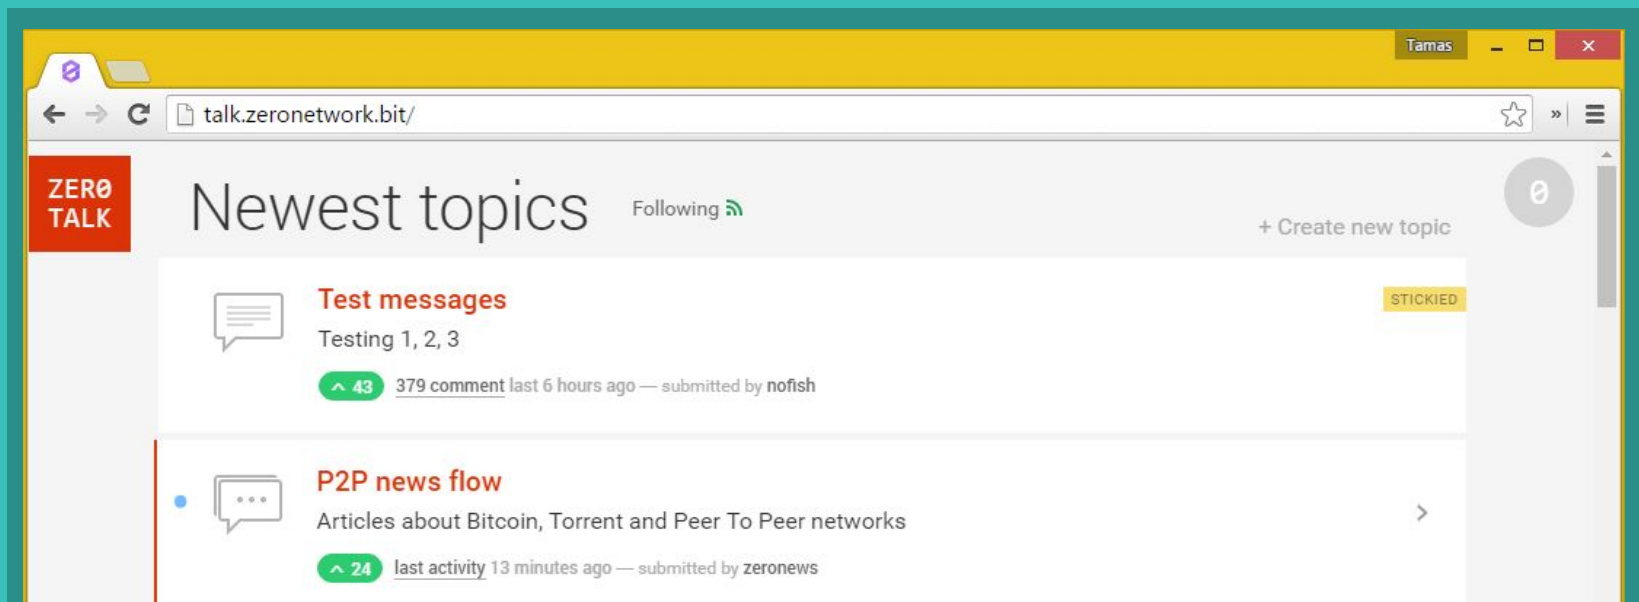 Tamas
talk.zeronetwork.bit/
ZER0
TALK
Newest topics
Following
+ Create new topic
0
Test messages
STICKIED
Testing 1, 2, 3
43 379 comment last 6 hours ago — submitted by nofish
P2P news flow
Articles about Bitcoin, Torrent and Peer To Peer networks
24 last activity 13 minutes ago — submitted by zeronews